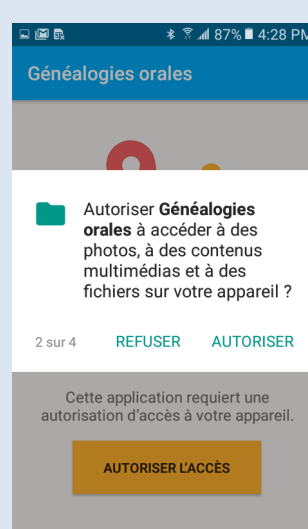 87% 4:28 PM
Généalogies orales
Autoriser Généalogies
orales à accéder à des
photos, à des contenus
multimédias et à des
fichiers sur votre appareil ?
2 sur 4 REFUSER AUTORISER
Cette application requiert une
autorisation d’accès à votre appareil.
AUTORISER L’ACCÈS